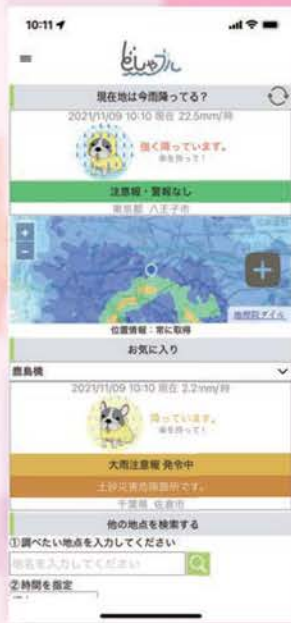 10:11
どしゃブル
現在地は今雨降ってる?
2021/11/09 10:10 現在 22.5mm/時
強く降っています。
傘を持って!
注意報・警報なし
東京都 八王子市
+
-
+
地理院タイル
位置情報:常に取得
お気に入り
鹿島橋
2021/11/09 10:10 現在 2.2mm/時
降っています。
傘を持って!
大雨注意報 発令中
土砂災害危険箇所です。
千葉県 佐倉市
他の地点を検索する
①調べたい地点を入力してください
地名を入力してください
②時間を指定